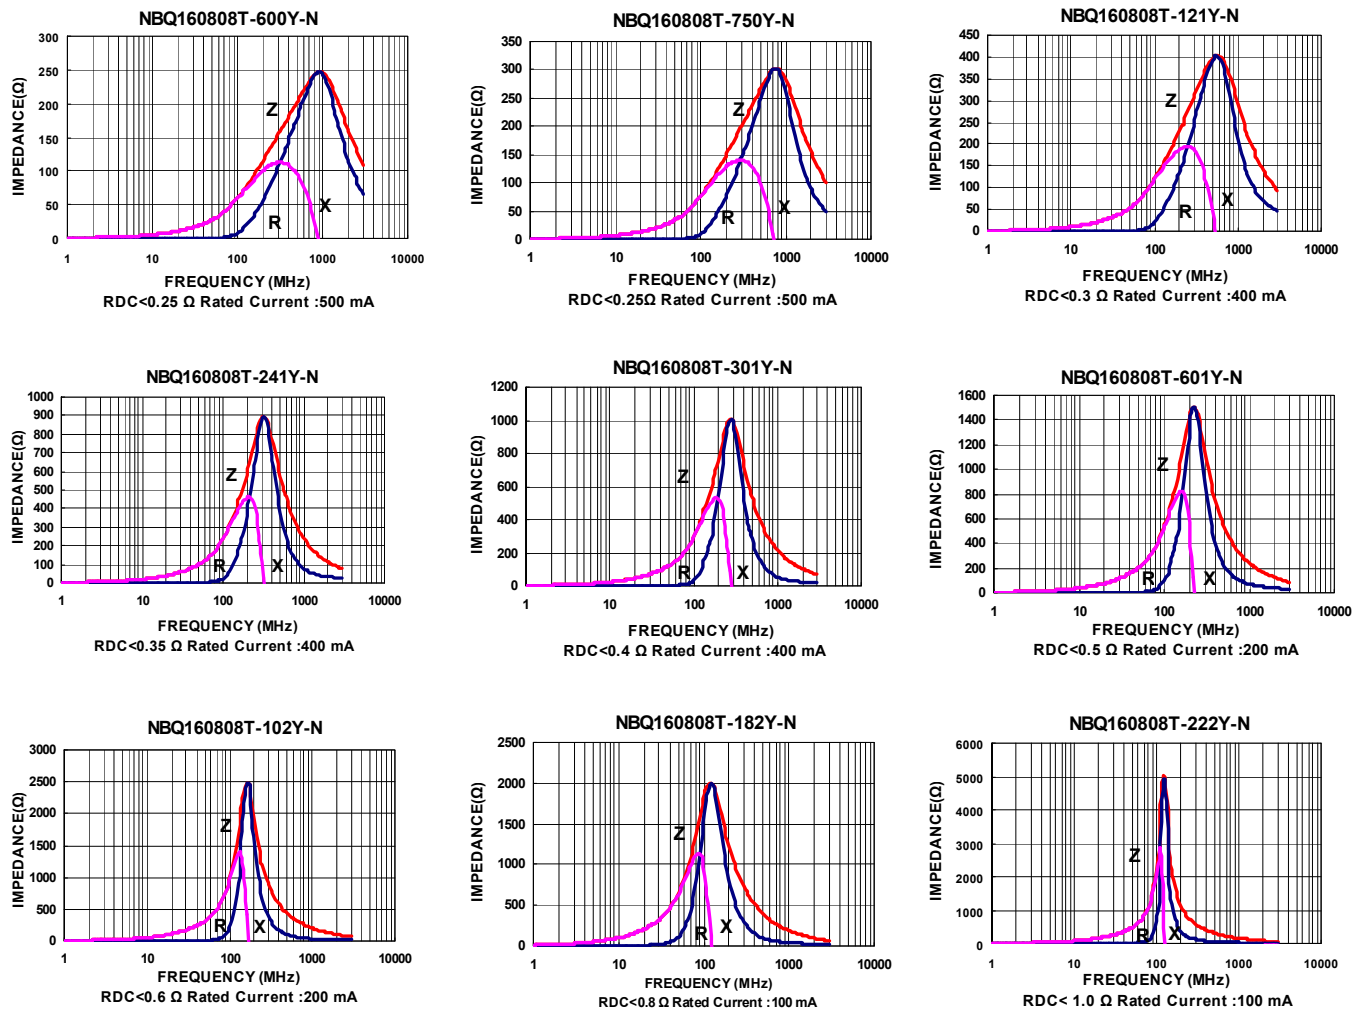 NBQ160808T-600Y-N
IMPEDANCE(Ω)
300
250
200
150
100
50
0
Z
R
X
1 10 100 1000 10000
FREQUENCY (MHz)
RDC<0.25 Ω Rated Current :500 mA
NBQ160808T-750Y-N
IMPEDANCE(Ω)
350
300
250
200
150
100
50
0
Z
R
X
1 10 100 1000 10000
FREQUENCY (MHz)
RDC<0.25Ω Rated Current :500 mA
NBQ160808T-121Y-N
IMPEDANCE(Ω)
450
400
350
300
250
200
150
100
50
0
Z
R
X
1 10 100 1000 10000
FREQUENCY (MHz)
RDC<0.3 Ω Rated Current :400 mA
NBQ160808T-241Y-N
IMPEDANCE(Ω)
1000
900
800
700
600
500
400
300
200
100
0
Z
R
X
1 10 100 1000 10000
FREQUENCY (MHz)
RDC<0.35 Ω Rated Current :400 mA
NBQ160808T-301Y-N
IMPEDANCE(Ω)
1200
1000
800
600
400
200
0
Z
R
X
1 10 100 1000 10000
FREQUENCY (MHz)
RDC<0.4 Ω Rated Current :400 mA
NBQ160808T-601Y-N
IMPEDANCE(Ω)
1600
1400
1200
1000
800
600
400
200
0
Z
R
X
1 10 100 1000 10000
FREQUENCY (MHz)
RDC<0.5 Ω Rated Current :200 mA
NBQ160808T-102Y-N
IMPEDANCE(Ω)
3000
2500
2000
1500
1000
500
0
Z
R
X
1 10 100 1000 10000
FREQUENCY (MHz)
RDC<0.6 Ω Rated Current :200 mA
NBQ160808T-182Y-N
IMPEDANCE(Ω)
2500
2000
1500
1000
500
0
Z
R
X
1 10 100 1000 10000
FREQUENCY (MHz)
RDC<0.8 Ω Rated Current :100 mA
NBQ160808T-222Y-N
IMPEDANCE(Ω)
6000
5000
4000
3000
2000
1000
0
Z
R
X
1 10 100 1000 10000
FREQUENCY (MHz)
RDC< 1.0 Ω Rated Current :100 mA